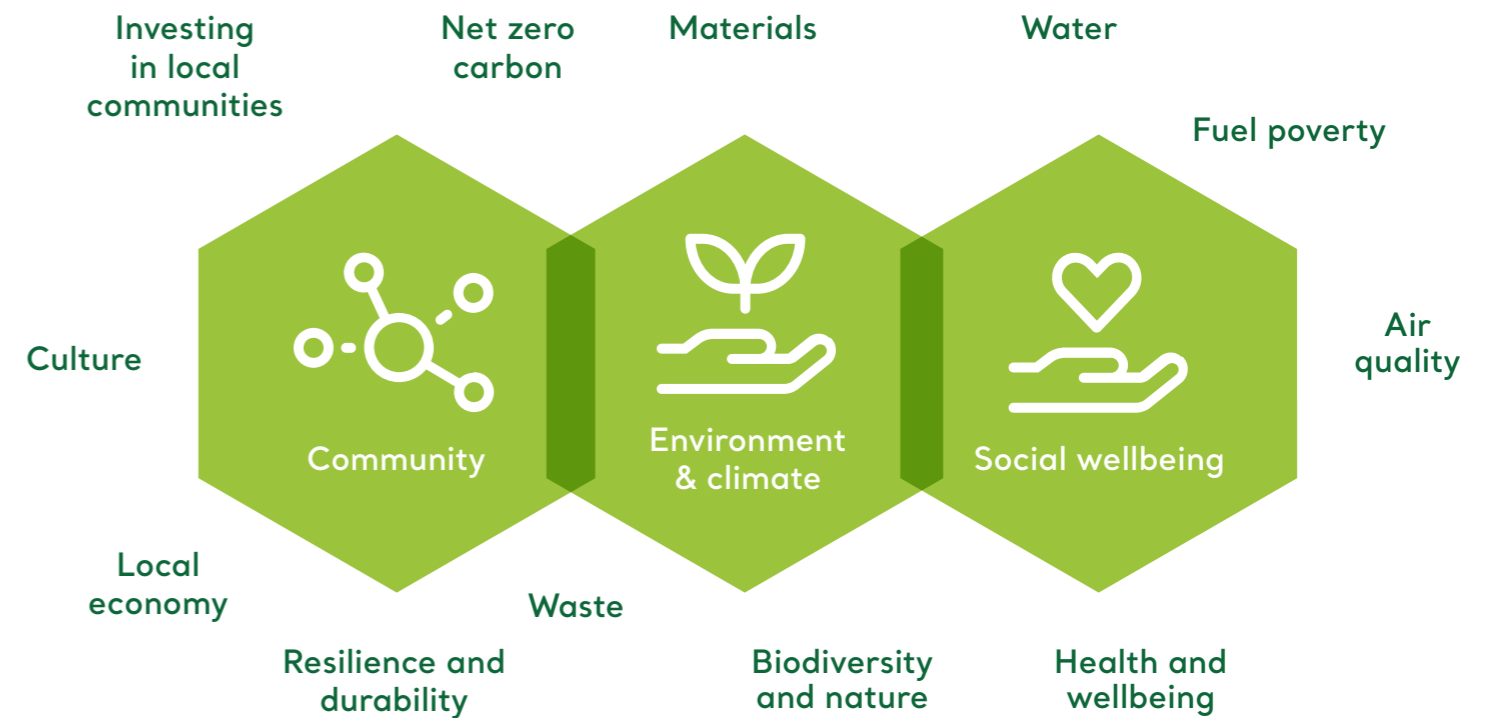 Investing
in local
communities
Net zero
carbon
Materials
Water
Fuel poverty
Culture
Air
quality
Community
Environment
& climate
Social wellbeing
Local
economy
Waste
Resilience and
durability
Biodiversity
and nature
Health and
wellbeing